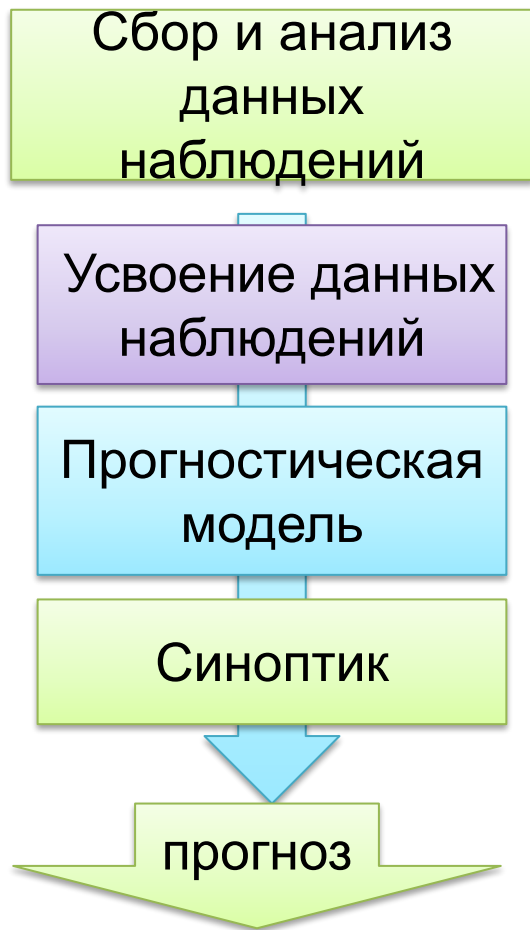 Сбор и анализ
данных
наблюдений
Усвоение данных
наблюдений
Прогностическая
модель
Синоптик
прогноз